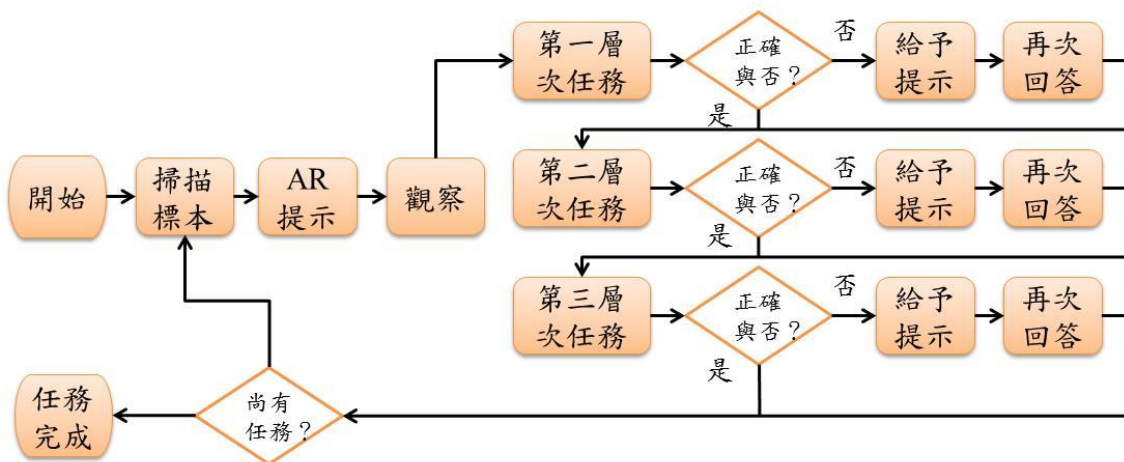 第一層
次任務
正確
與否？
否
給予
提示
再次
回答
是
開始
掃描
標本
AR
提示
觀察
第二層
次任務
正確
與否？
否
給予
提示
再次
回答
是
第三層
次任務
正確
與否？
否
給予
提示
再次
回答
是
任務
完成
尚有
任務？